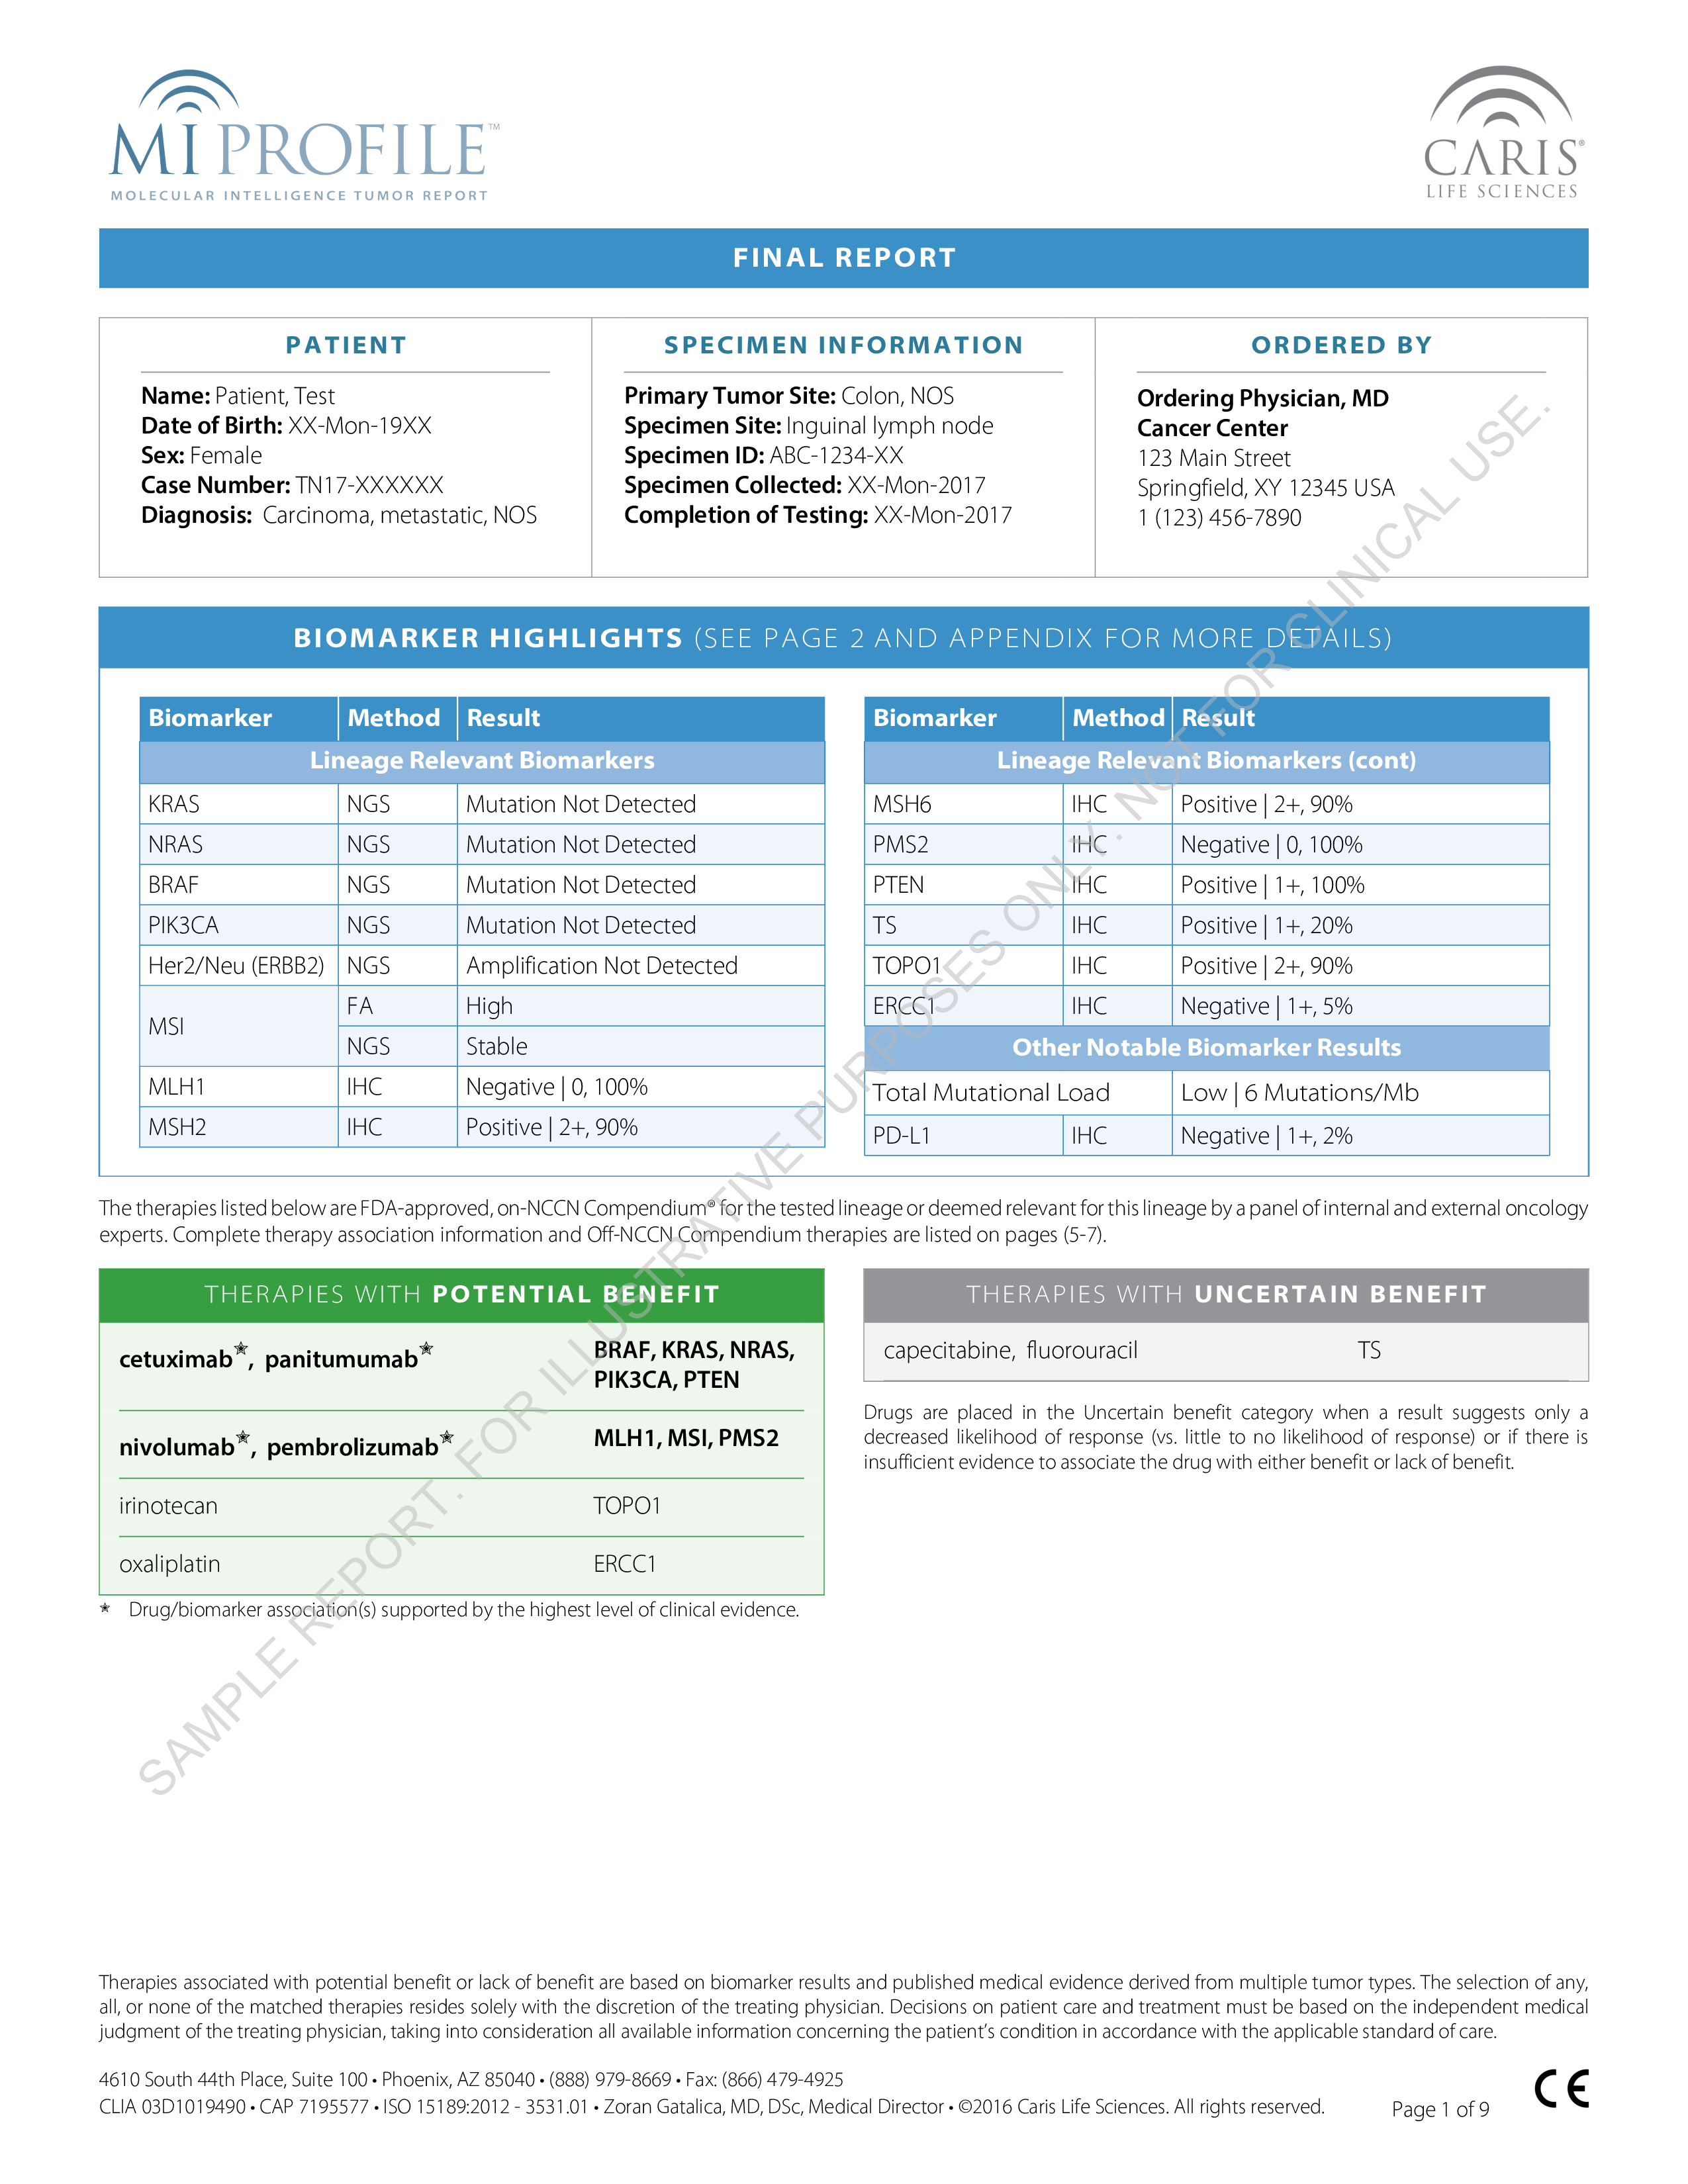 MI PROFILE™
MOLECULAR INTELLIGENCE TUMOR REPORT
CARIS®
LIFE SCIENCES
FINAL REPORT
PATIENT
Name: Patient, Test
Date of Birth: XX-Mon-19XX
Sex: Female
Case Number: TN17-XXXXXX
Diagnosis: Carcinoma, metastatic, NOS
SPECIMEN INFORMATION
Primary Tumor Site: Colon, NOS
Specimen Site: Inguinal lymph node
Specimen ID: ABC-1234-XX
Specimen Collected: XX-Mon-2017
Completion of Testing: XX-Mon-2017
ORDERED BY
Ordering Physician, MD
Cancer Center
123 Main Street
Springfield, XY 12345 USA
1 (123) 456-7890
BIOMARKER HIGHLIGHTS (SEE PAGE 2 AND APPENDIX FOR MORE DETAILS)
Biomarker Method Result
Lineage Relevant Biomarkers
KRAS NGS Mutation Not Detected
NRAS NGS Mutation Not Detected
BRAF NGS Mutation Not Detected
PIK3CA NGS Mutation Not Detected
Her2/Neu (ERBB2) NGS Amplification Not Detected
MSI FA High
NGS Stable
MLH1 IHC Negative | 0, 100%
MSH2 IHC Positive | 2+, 90%
Biomarker Method Result
Lineage Relevant Biomarkers (cont)
MSH6 IHC Positive | 2+, 90%
PMS2 IHC Negative | 0, 100%
PTEN IHC Positive | 1+, 100%
TS IHC Positive | 1+, 20%
TOPO1 IHC Positive | 2+, 90%
ERCC1 IHC Negative | 1+, 5%
Other Notable Biomarker Results
Total Mutational Load Low | 6 Mutations/Mb
PD-L1 IHC Negative | 1+, 2%
The therapies listed below are FDA-approved, on-NCCN Compendium® for the tested lineage or deemed relevant for this lineage by a panel of internal and external oncology
experts. Complete therapy association information and Off-NCCN Compendium therapies are listed on pages (5-7).
THERAPIES WITH POTENTIAL BENEFIT
cetuximab✯, panitumumab✯ BRAF, KRAS, NRAS,
PIK3CA, PTEN
nivolumab✯, pembrolizumab✯ MLH1, MSI, PMS2
irinotecan TOPO1
oxaliplatin ERCC1
✯ Drug/biomarker association(s) supported by the highest level of clinical evidence.
THERAPIES WITH UNCERTAIN BENEFIT
capecitabine, fluorouracil TS
Drugs are placed in the Uncertain benefit category when a result suggests only a
decreased likelihood of response (vs. little to no likelihood of response) or if there is
insufficient evidence to associate the drug with either benefit or lack of benefit.
SAMPLE REPORT. FOR ILLUSTRATIVE PURPOSES ONLY. NOT FOR CLINICAL USE.
Therapies associated with potential benefit or lack of benefit are based on biomarker results and published medical evidence derived from multiple tumor types. The selection of any,
all, or none of the matched therapies resides solely with the discretion of the treating physician. Decisions on patient care and treatment must be based on the independent medical
judgment of the treating physician, taking into consideration all available information concerning the patient's condition in accordance with the applicable standard of care.
4610 South 44th Place, Suite 100 • Phoenix, AZ 85040 • (888) 979-8669 • Fax: (866) 479-4925
CLIA 03D1019490 • CAP 7195577 • ISO 15189:2012 - 3531.01 • Zoran Gatalica, MD, DSc, Medical Director • ©2016 Caris Life Sciences. All rights reserved.
Page 1 of 9
CE